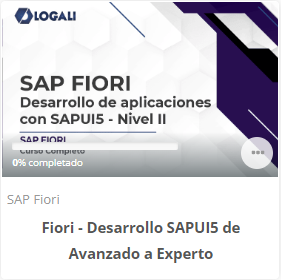 LOGALI
SAP FIORI
Desarrollo de aplicaciones
con SAPUI5 - Nivel II
SAP FIORI
Curso Completo
0% completado
SAP Fiori
Fiori - Desarrollo SAPUI5 de
Avanzado a Experto